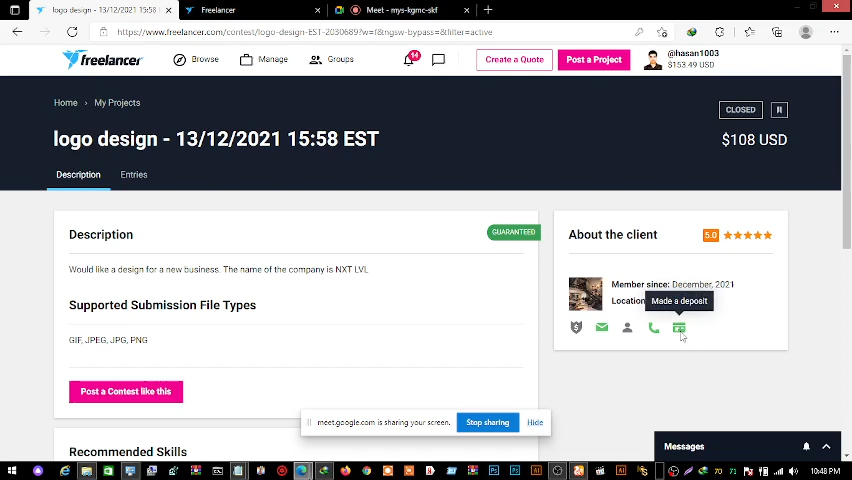 logo design - 13/12/2021 15:58
Freelancer
Meet - mys-kgmc-skf
https://www.freelancer.com/contest/logo-design-EST-2030689?w=f&ngsw-bypass=&filter=active
freelancer
Browse
Manage
Groups
14
Create a Quote
Post a Project
@hasan1003
$153.49 USD
Home › My Projects
CLOSED
logo design - 13/12/2021 15:58 EST
$108 USD
Description
Entries
Description
GUARANTEED
Would like a design for a new business. The name of the company is NXT LVL
Supported Submission File Types
GIF, JPEG, JPG, PNG
Post a Contest like this
Recommended Skills
About the client
5.0
Member since: December, 2021
Location
Made a deposit
meet.google.com is sharing your screen.
Stop sharing
Hide
Messages
70 71
10:48 PM